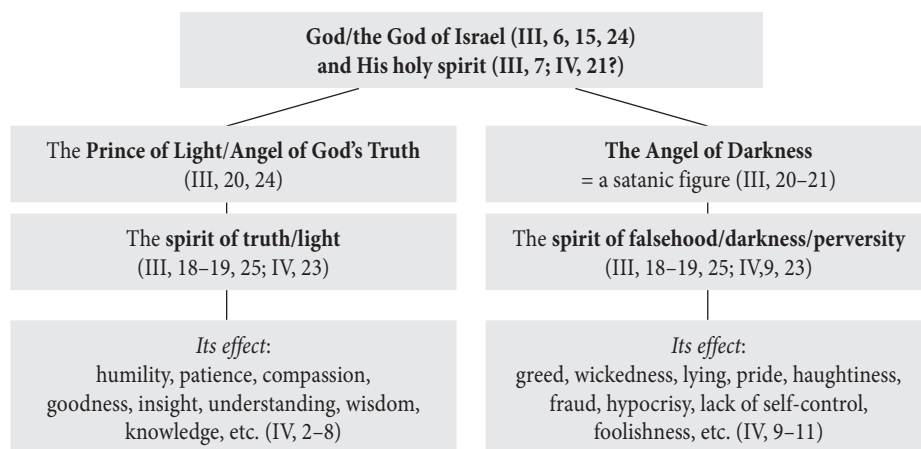 God/the God of Israel (III, 6, 15, 24)
and His holy spirit (III, 7; IV, 21?)
The Prince of Light/Angel of God's Truth
(III, 20, 24)
The Angel of Darkness
= a satanic figure (III, 20–21)
The spirit of truth/light
(III, 18–19, 25; IV, 23)
The spirit of falsehood/darkness/perversity
(III, 18–19, 25; IV,9, 23)
Its effect:
humility, patience, compassion,
goodness, insight, understanding, wisdom,
knowledge, etc. (IV, 2–8)
Its effect:
greed, wickedness, lying, pride, haughtiness,
fraud, hypocrisy, lack of self-control,
foolishness, etc. (IV, 9–11)